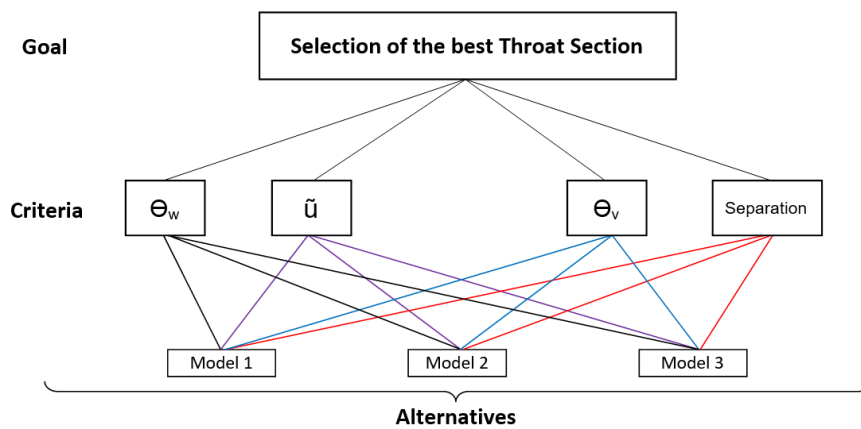 Goal
Selection of the best Throat Section
Criteria
ϴw
ũ
ϴv
Separation
Model 1
Model 2
Model 3
Alternatives